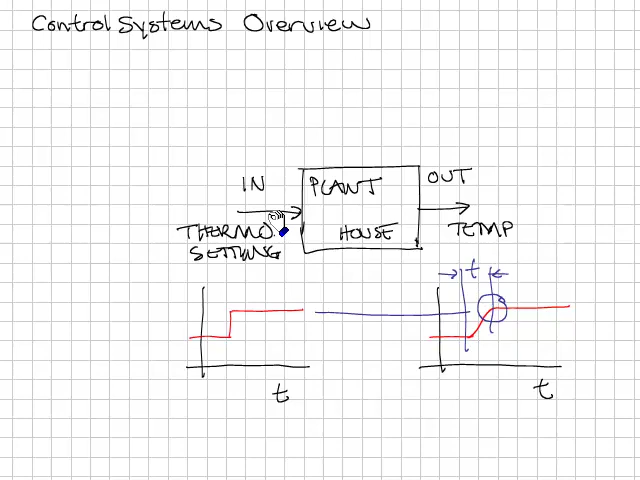 Control Systems Overview
IN
PLANT
OUT
THERMO.
HOUSE
TEMP
SETTING
t
t
t